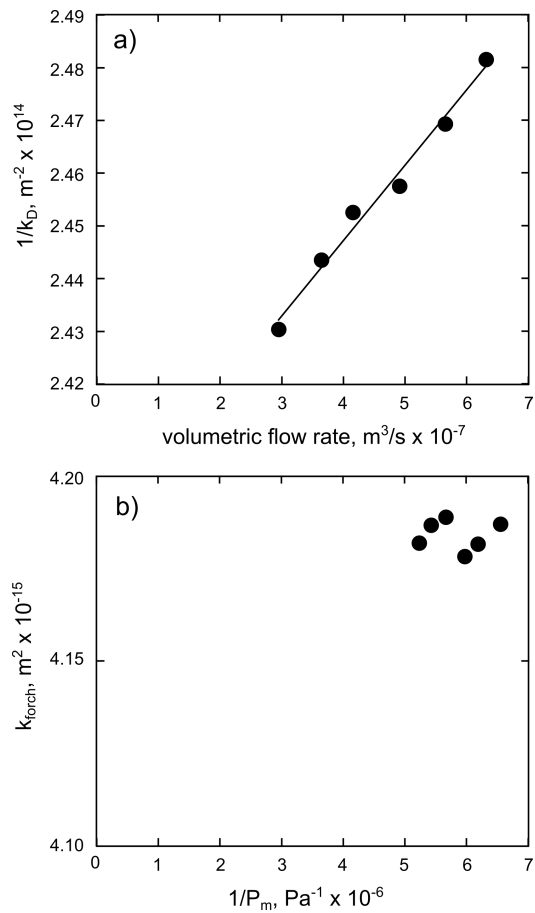 a)
2.49
2.48
2.47
2.46
2.45
2.44
2.43
2.42
1/k_D, m^-2 x 10^14
0 1 2 3 4 5 6 7
volumetric flow rate, m^3/s x 10^-7
b)
4.20
4.15
4.10
k_forch, m^2 x 10^-15
0 1 2 3 4 5 6 7
1/P_m, Pa^-1 x 10^-6